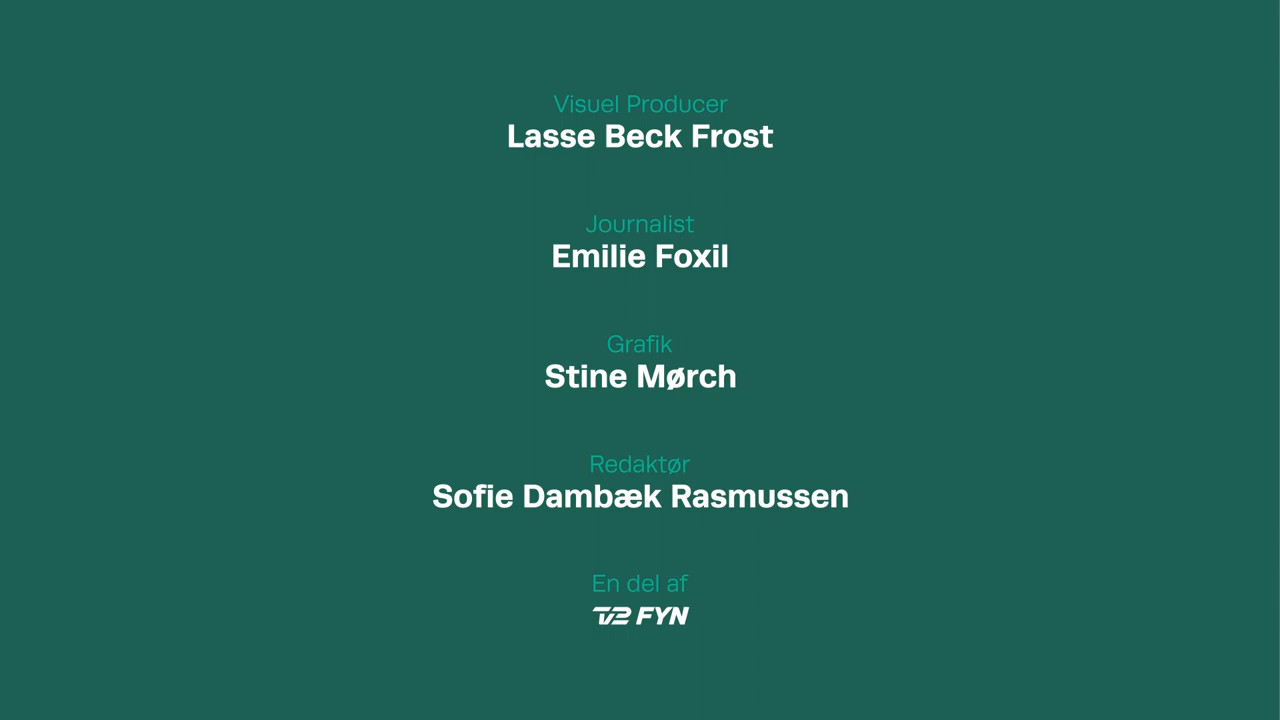 Visuel Producer
Lasse Beck Frost
Journalist
Emilie Foxil
Grafik
Stine Mørch
Redaktør
Sofie Dambæk Rasmussen
En del af
TV2 FYN